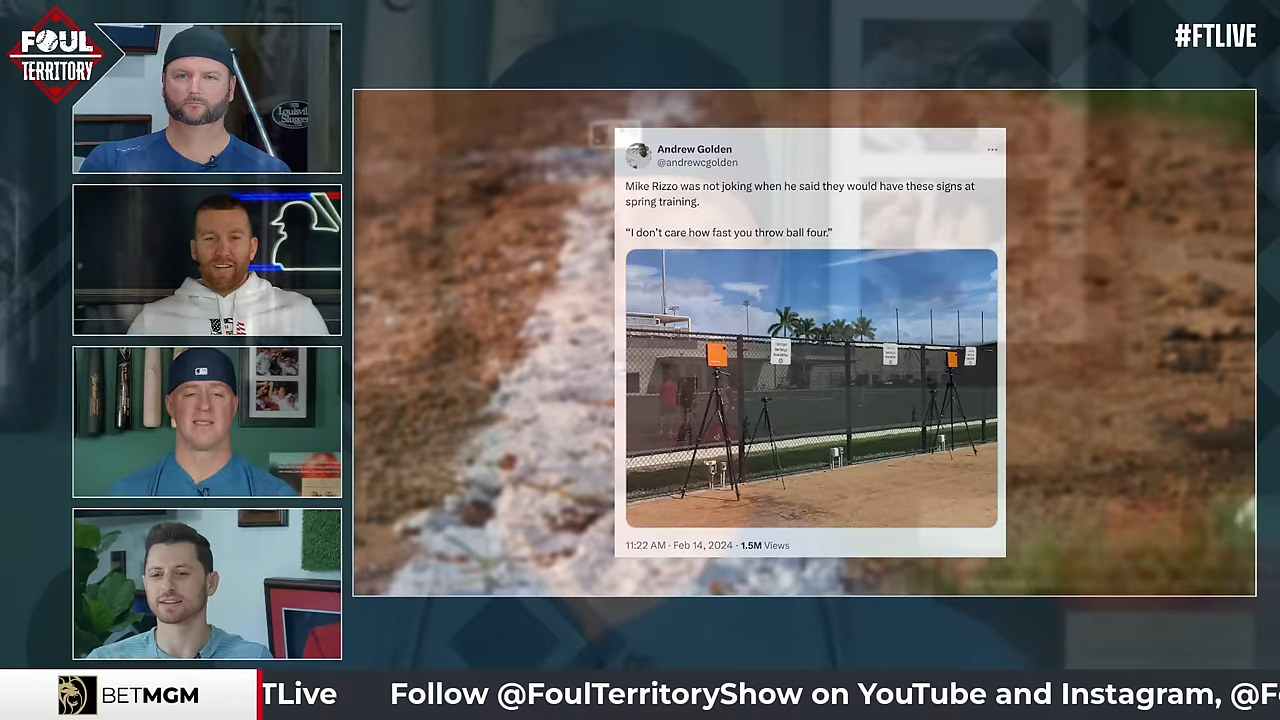 FOUL
TERRITORY
#FTLIVE
Louisville
Slugger
Andrew Golden
@andrewcgolden
Mike Rizzo was not joking when he said they would have these signs at
spring training.
“I don’t care how fast you throw ball four.”
11:22 AM · Feb 14, 2024 · 1.5M Views
BETMGM
TLive
Follow @FoulTerritoryShow on YouTube and Instagram, @F